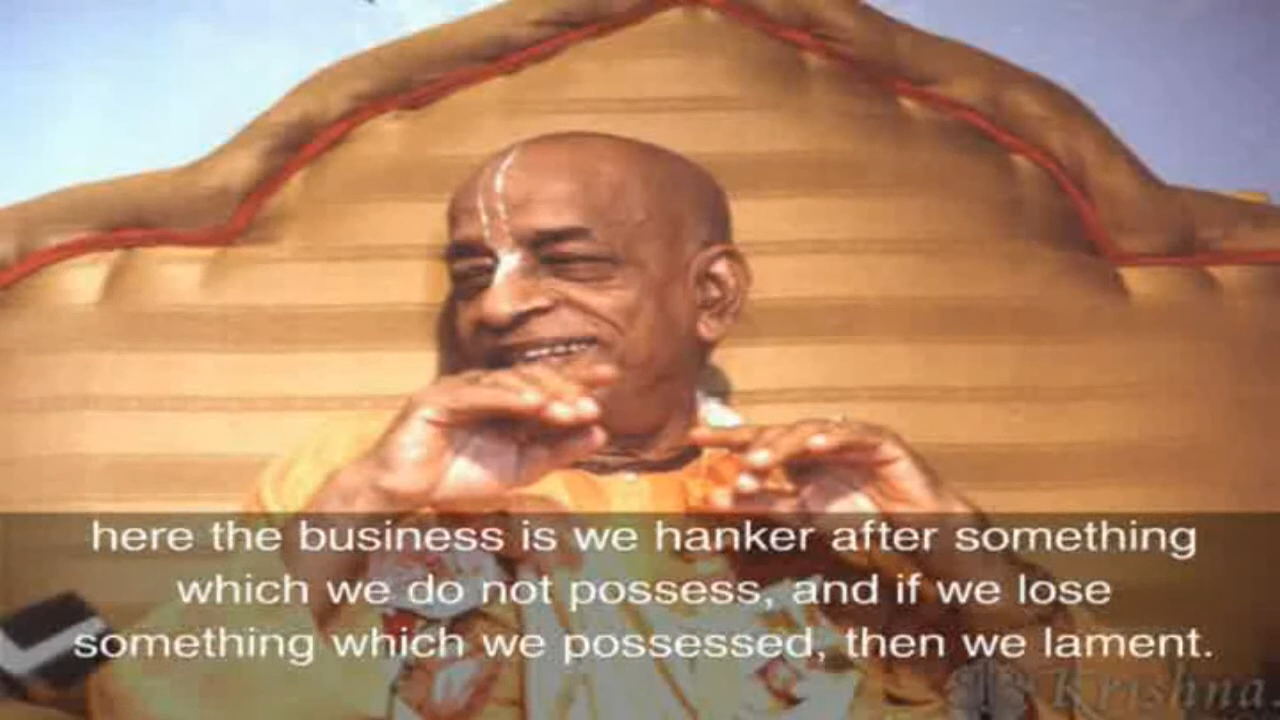 here the business is we hanker after something
which we do not possess, and if we lose
something which we possessed, then we lament.
Krishna.